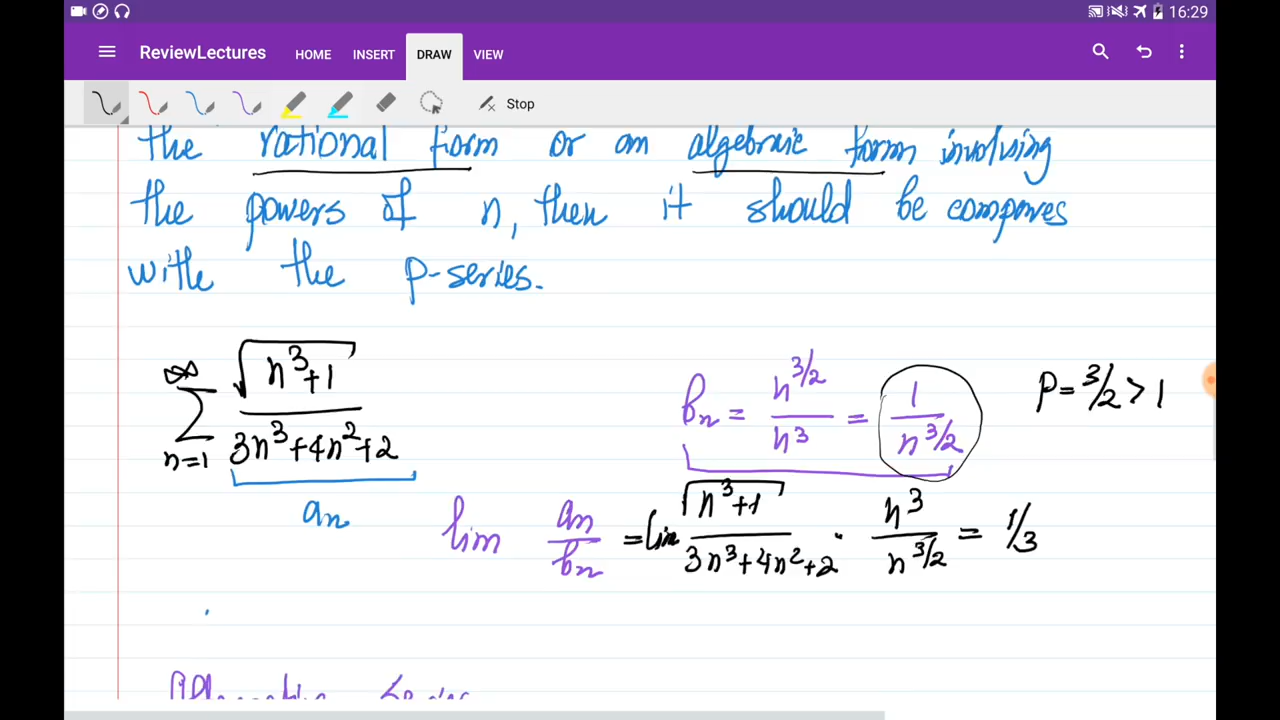 16:29
ReviewLectures HOME INSERT DRAW VIEW
Stop
the rational form or an algebraic form involving
the powers of n, then it should be compares
with the p-series.
∞ ∑ n=1 √(n³+1) / (3n³+4n²+2)
an
bn = n^(3/2) / n³ = 1 / n^(3/2)
P = 3/2 > 1
lim an/bn = lim √(n³+1) / (3n³+4n²+2) · n³ / n^(3/2) = 1/3